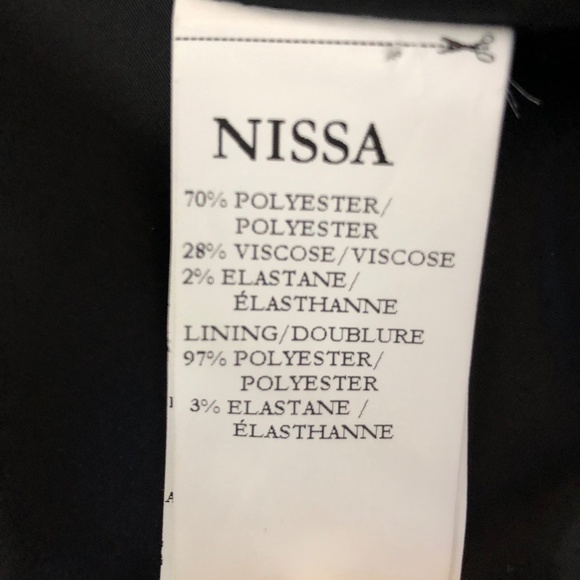 NISSA
70% POLYESTER/
POLYESTER
28% VISCOSE/VISCOSE
2% ELASTANE/
ÉLASTHANNE
LINING/DOUBLURE
97% POLYESTER/
POLYESTER
3% ELASTANE /
ÉLASTHANNE